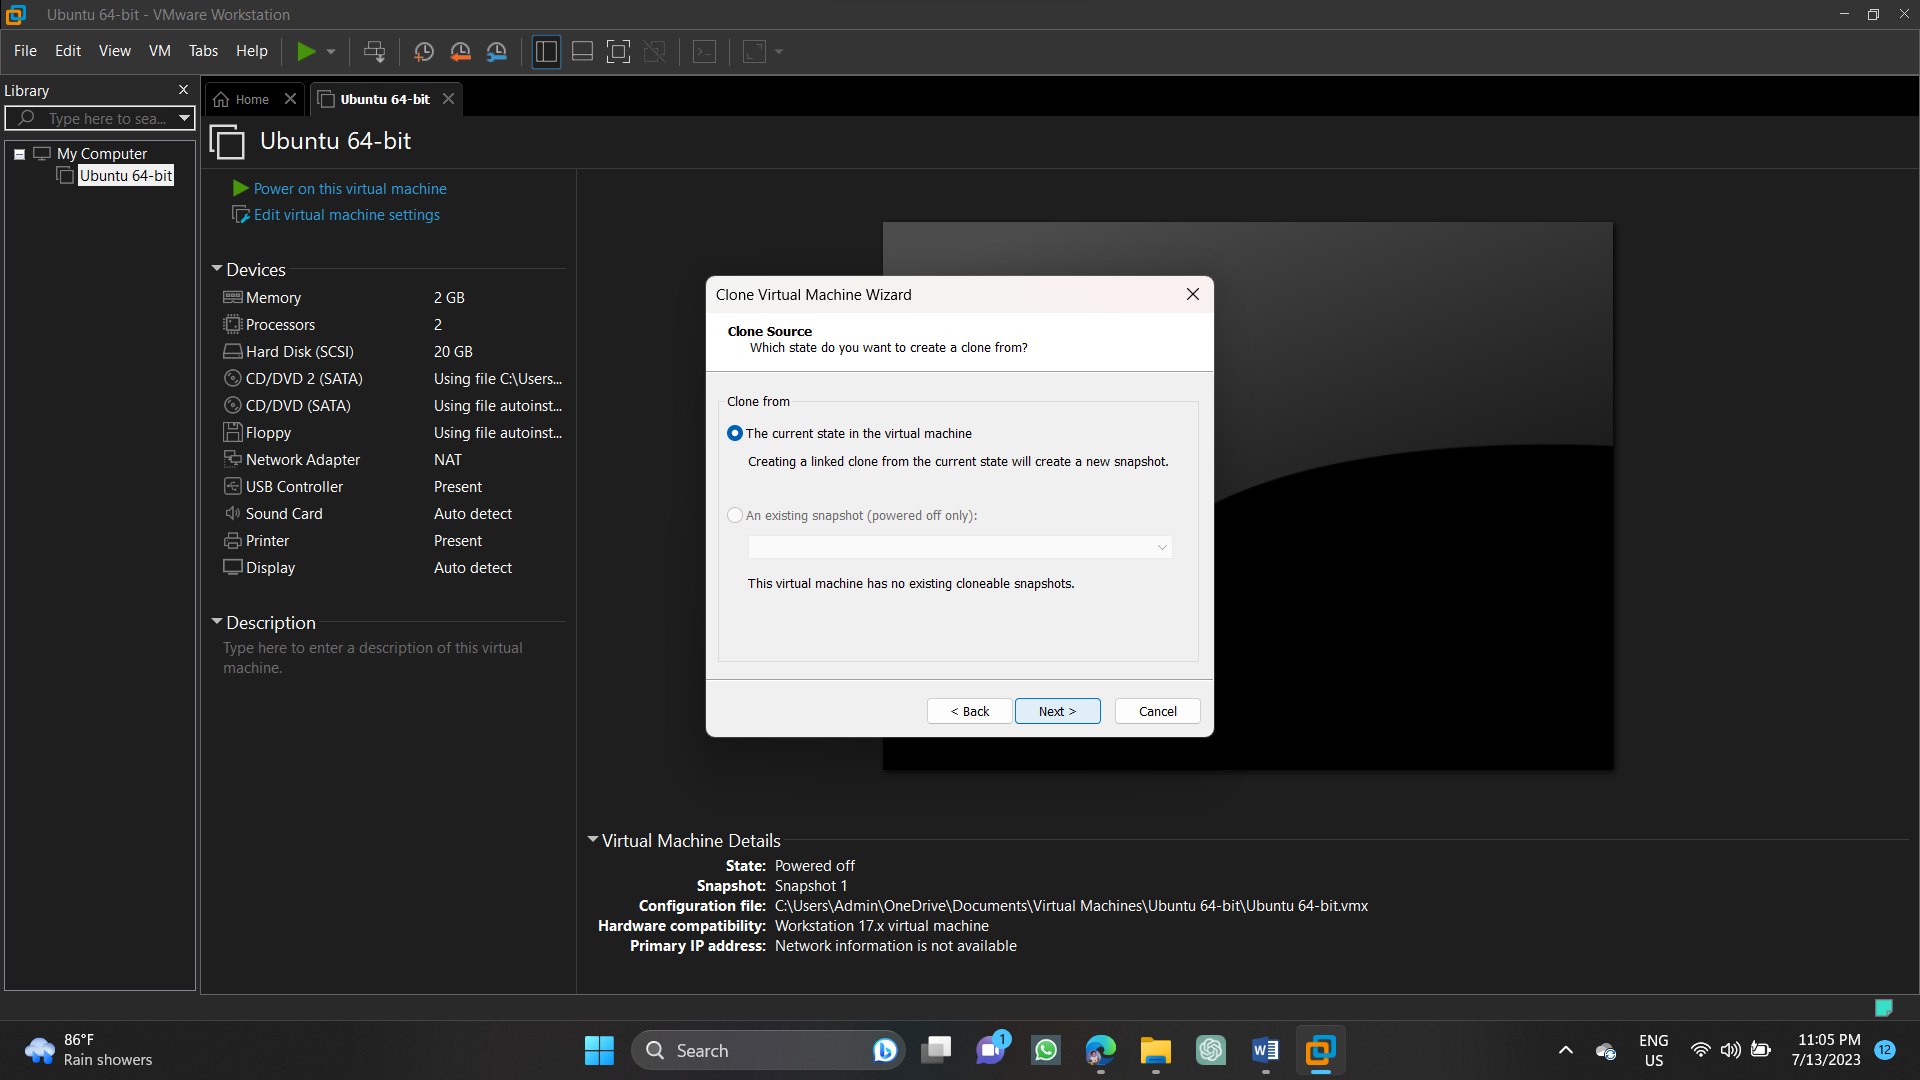 Ubuntu 64-bit - VMware Workstation
File Edit View VM Tabs Help
Library
Type here to sea...
My Computer
Ubuntu 64-bit
Home
Ubuntu 64-bit
Ubuntu 64-bit
Power on this virtual machine
Edit virtual machine settings
Devices
Memory 2 GB
Processors 2
Hard Disk (SCSI) 20 GB
CD/DVD 2 (SATA) Using file C:\Users...
CD/DVD (SATA) Using file autoinst...
Floppy Using file autoinst...
Network Adapter NAT
USB Controller Present
Sound Card Auto detect
Printer Present
Display Auto detect
Description
Type here to enter a description of this virtual
machine.
Clone Virtual Machine Wizard
Clone Source
Which state do you want to create a clone from?
Clone from
The current state in the virtual machine
Creating a linked clone from the current state will create a new snapshot.
An existing snapshot (powered off only):
This virtual machine has no existing cloneable snapshots.
< Back Next > Cancel
Virtual Machine Details
State: Powered off
Snapshot: Snapshot 1
Configuration file: C:\Users\Admin\OneDrive\Documents\Virtual Machines\Ubuntu 64-bit\Ubuntu 64-bit.vmx
Hardware compatibility: Workstation 17.x virtual machine
Primary IP address: Network information is not available
86°F
Rain showers
Search
1
ENG
US
11:05 PM
7/13/2023
12